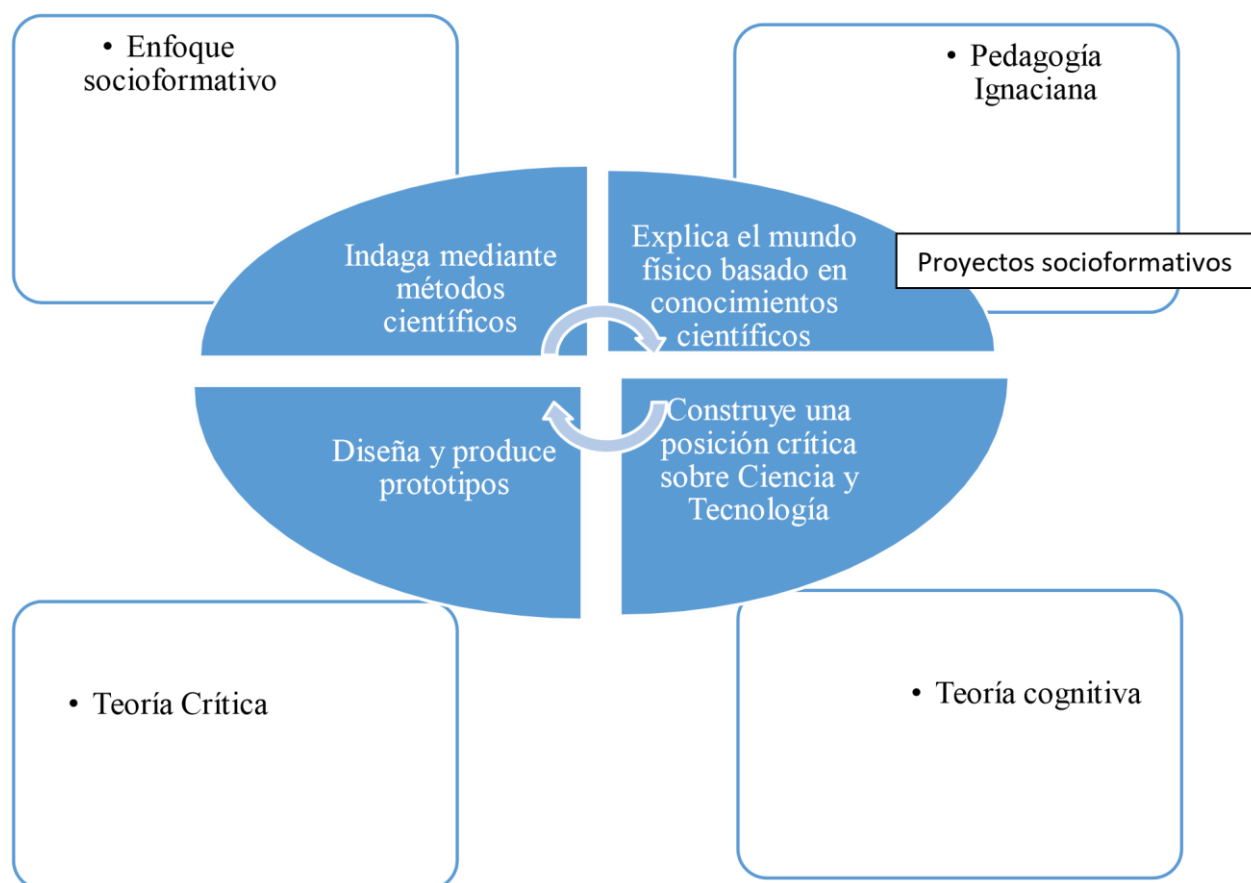 • Enfoque
socioformativo
• Pedagogía
Ignaciana
Indaga mediante
métodos
científicos
Explica el mundo
físico basado en
conocimientos
científicos
Proyectos socioformativos
Diseña y produce
prototipos
Construye una
posición crítica
sobre Ciencia y
Tecnología
• Teoría Crítica
• Teoría cognitiva